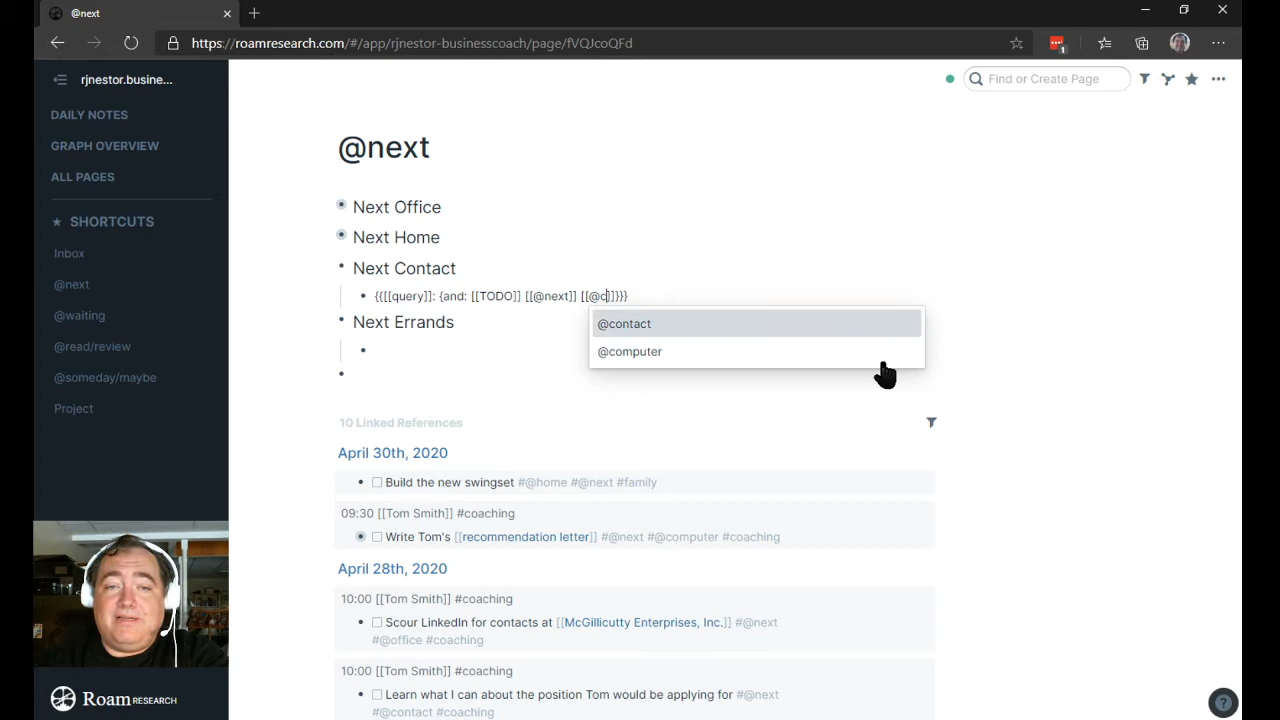 @next
https://roamresearch.com/#/app/rjnestor-businesscoach/page/fVQJcoQFd
1
rjnestor.busine...
Find or Create Page
DAILY NOTES
GRAPH OVERVIEW
ALL PAGES
SHORTCUTS
Inbox
@next
@waiting
@read/review
@someday/maybe
Project
Roam RESEARCH
@next
Next Office
Next Home
Next Contact
{{[[query]]: {and: [[TODO]] [[@next]] [[@c]]}}}
@contact
@computer
Next Errands
10 Linked References
April 30th, 2020
Build the new swingset #@home #@next #family
09:30 [[Tom Smith]] #coaching
Write Tom's [[recommendation letter]] #@next #@computer #coaching
April 28th, 2020
10:00 [[Tom Smith]] #coaching
Scour LinkedIn for contacts at [[McGillicutty Enterprises, Inc.]] #@next
#@office #coaching
10:00 [[Tom Smith]] #coaching
Learn what I can about the position Tom would be applying for #@next
#@contact #coaching